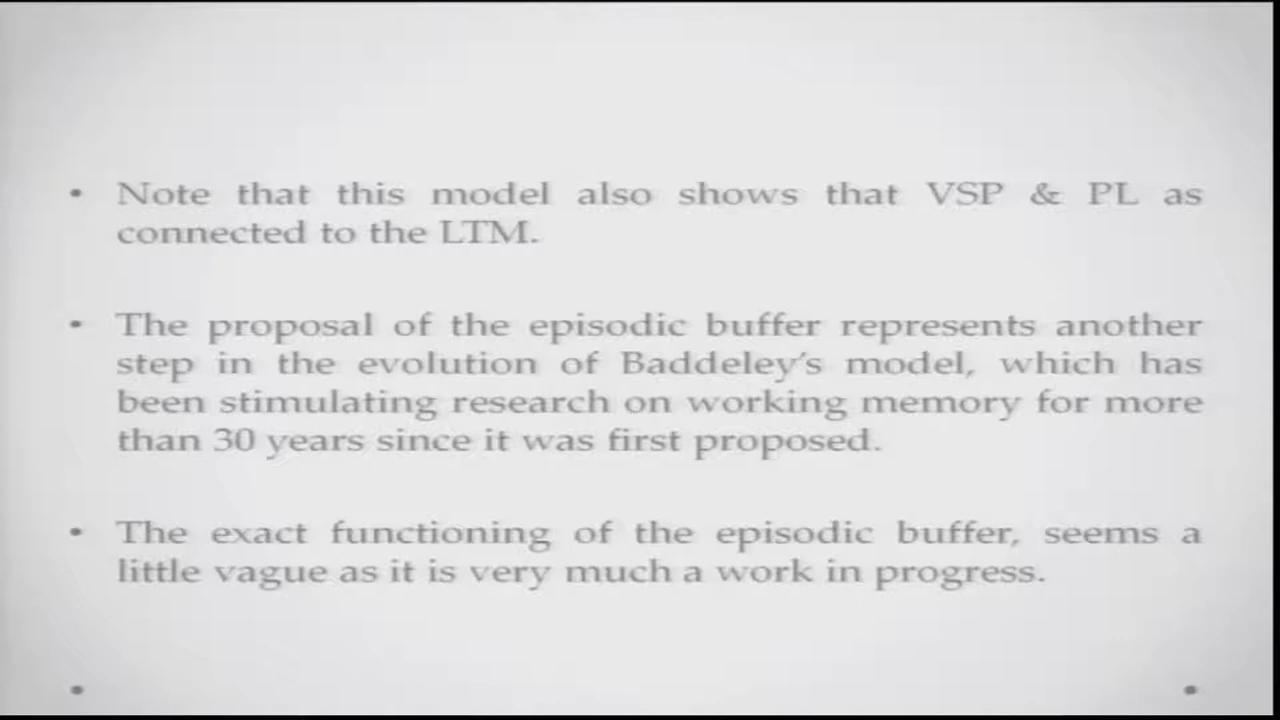 • Note that this model also shows that VSP & PL as
connected to the LTM.
• The proposal of the episodic buffer represents another
step in the evolution of Baddeley's model, which has
been stimulating research on working memory for more
than 30 years since it was first proposed.
• The exact functioning of the episodic buffer, seems a
little vague as it is very much a work in progress.